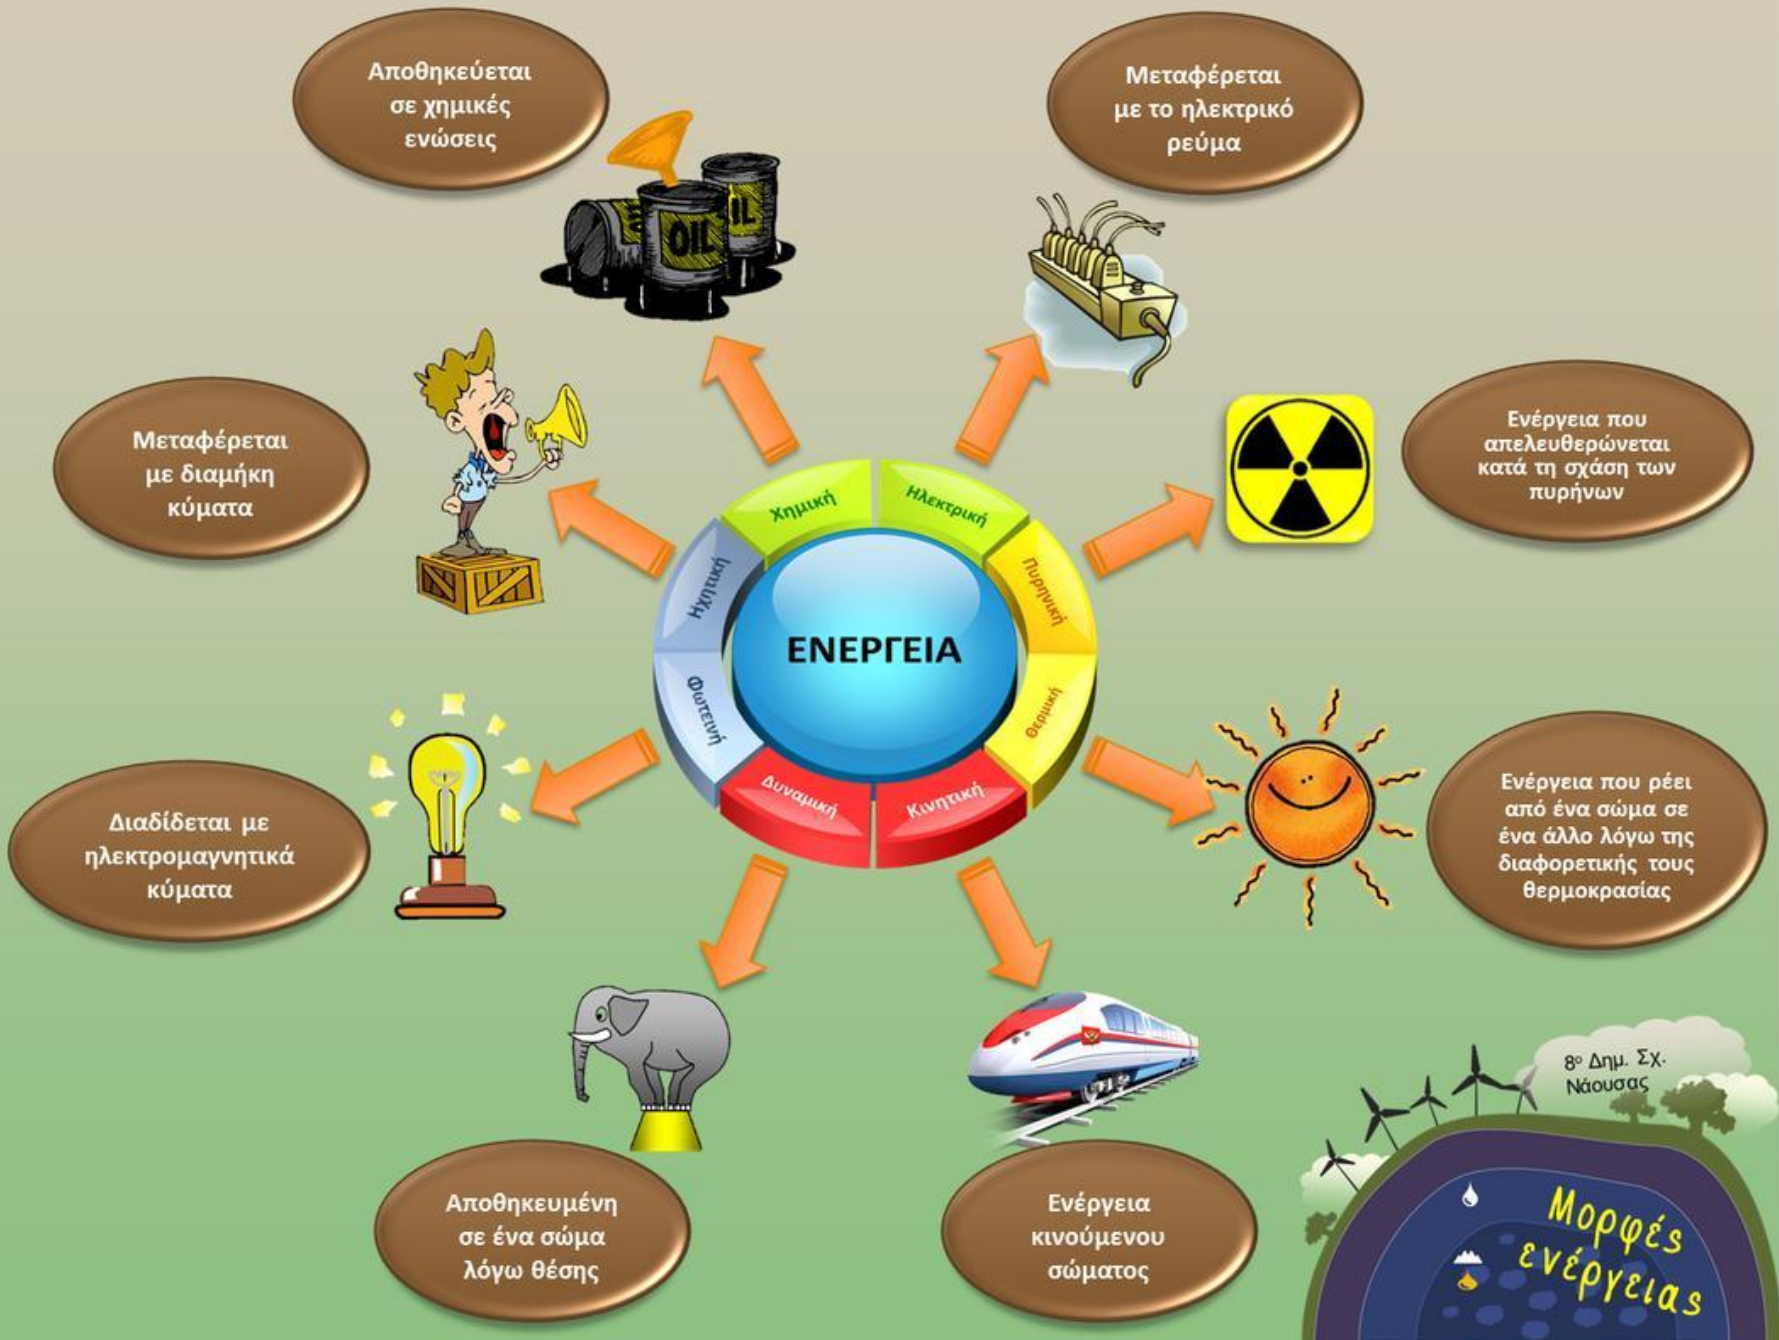 Αποθηκεύεται
σε χημικές
ενώσεις
Μεταφέρεται
με το ηλεκτρικό
ρεύμα
OIL
IL
Μεταφέρεται
με διαμήκη
κύματα
Ενέργεια που
απελευθερώνεται
κατά τη σχάση των
πυρήνων
Χημική
Ηλεκτρική
Ηχητική
Πυρηνική
ΕΝΕΡΓΕΙΑ
Φωτεινή
Θερμική
Δυναμική
Κινητική
Διαδίδεται με
ηλεκτρομαγνητικά
κύματα
Ενέργεια που ρέει
από ένα σώμα σε
ένα άλλο λόγω της
διαφορετικής τους
θερμοκρασίας
Αποθηκευμένη
σε ένα σώμα
λόγω θέσης
Ενέργεια
κινούμενου
σώματος
8ο Δημ. Σχ.
Νάουσας
Μορφές
ενέργειας